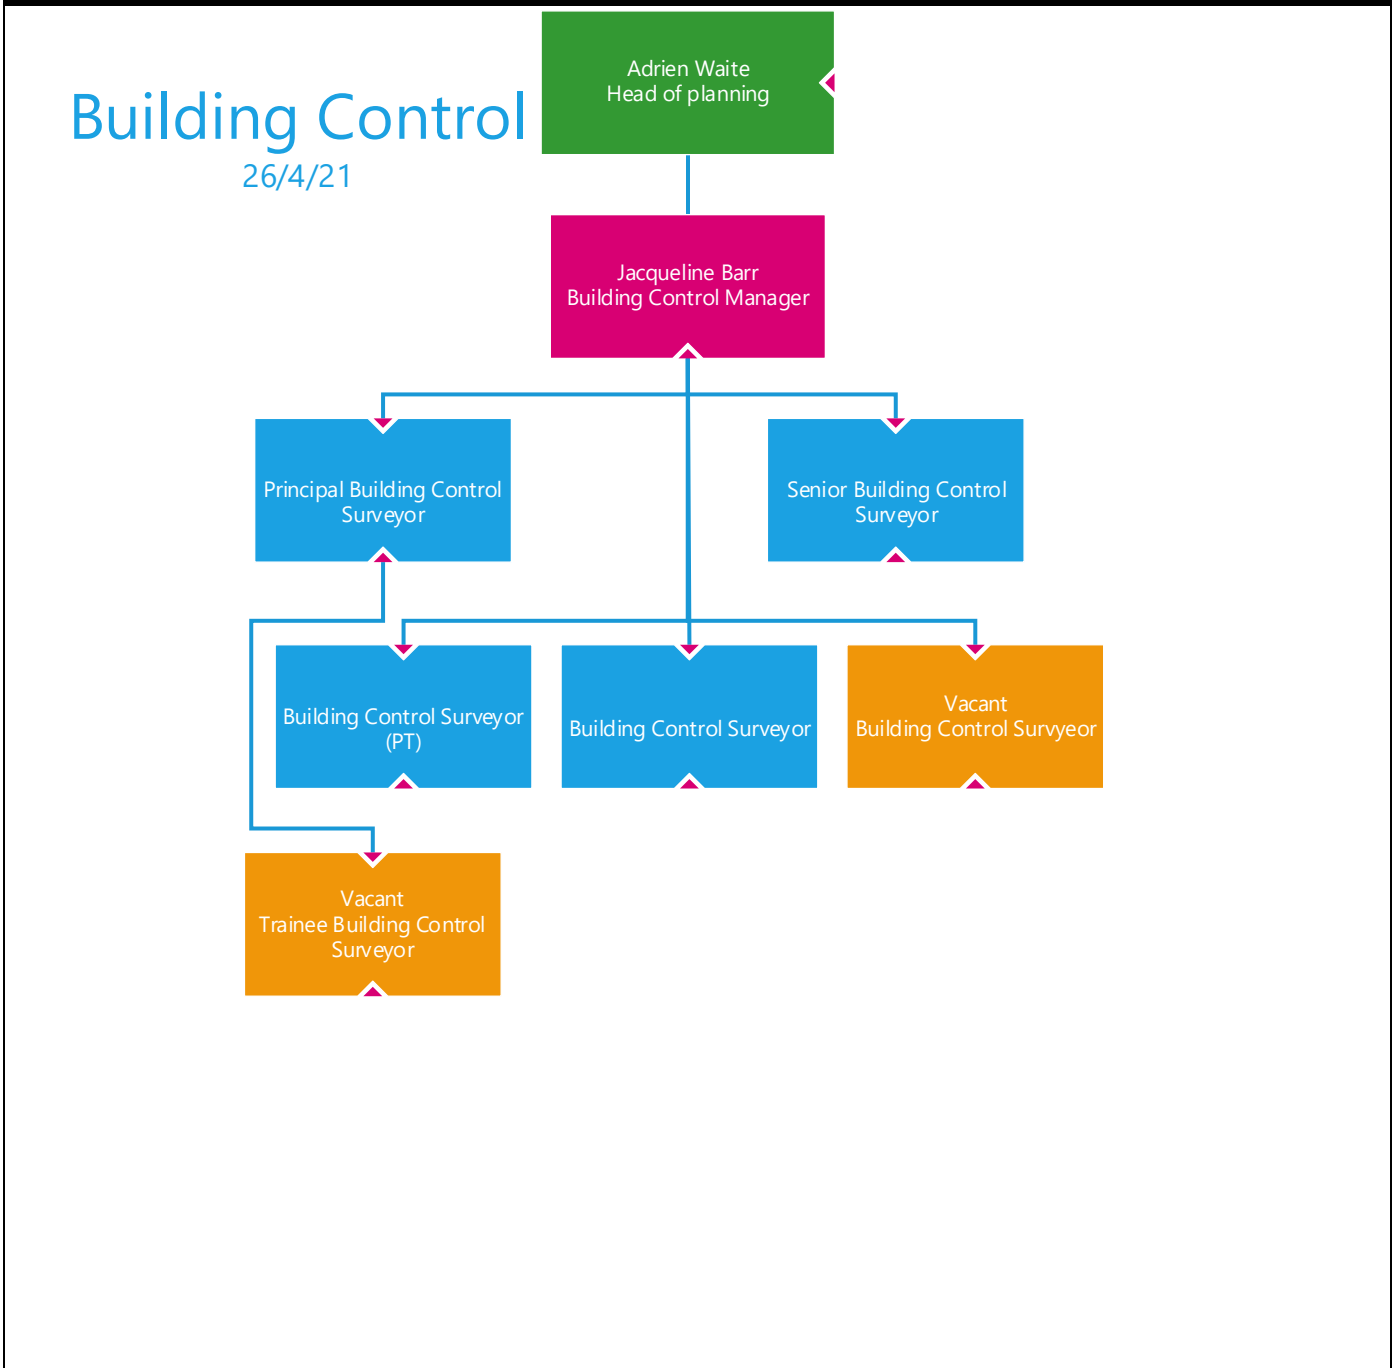 Building Control
26/4/21
Adrien Waite
Head of planning
Jacqueline Barr
Building Control Manager
Principal Building Control
Surveyor
Senior Building Control
Surveyor
Building Control Surveyor
(PT)
Building Control Surveyor
Vacant
Building Control Survyeor
Vacant
Trainee Building Control
Surveyor